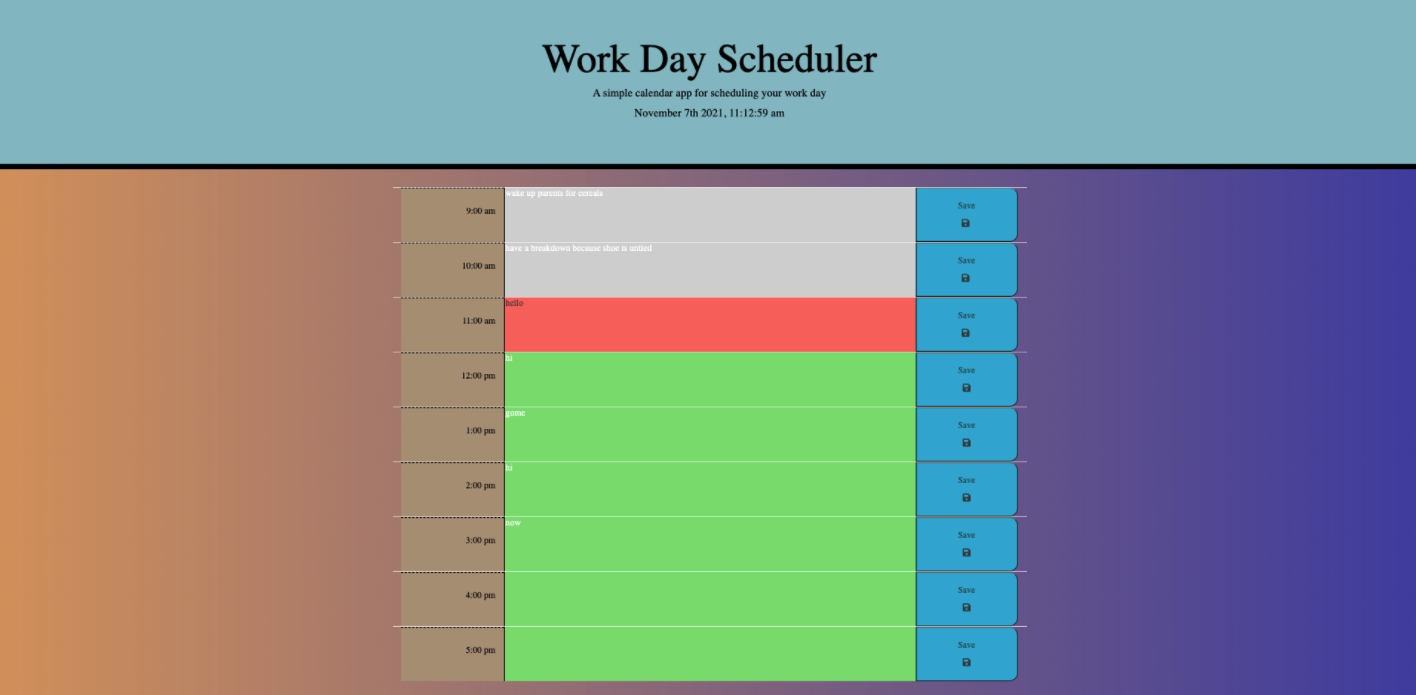 Work Day Scheduler
A simple calendar app for scheduling your work day
November 7th 2021, 11:12:59 am
9:00 am wake up parents for cereals Save
10:00 am have a breakdown because shoe is untied Save
11:00 am hello Save
12:00 pm hi Save
1:00 pm game Save
2:00 pm hi Save
3:00 pm now Save
4:00 pm Save
5:00 pm Save